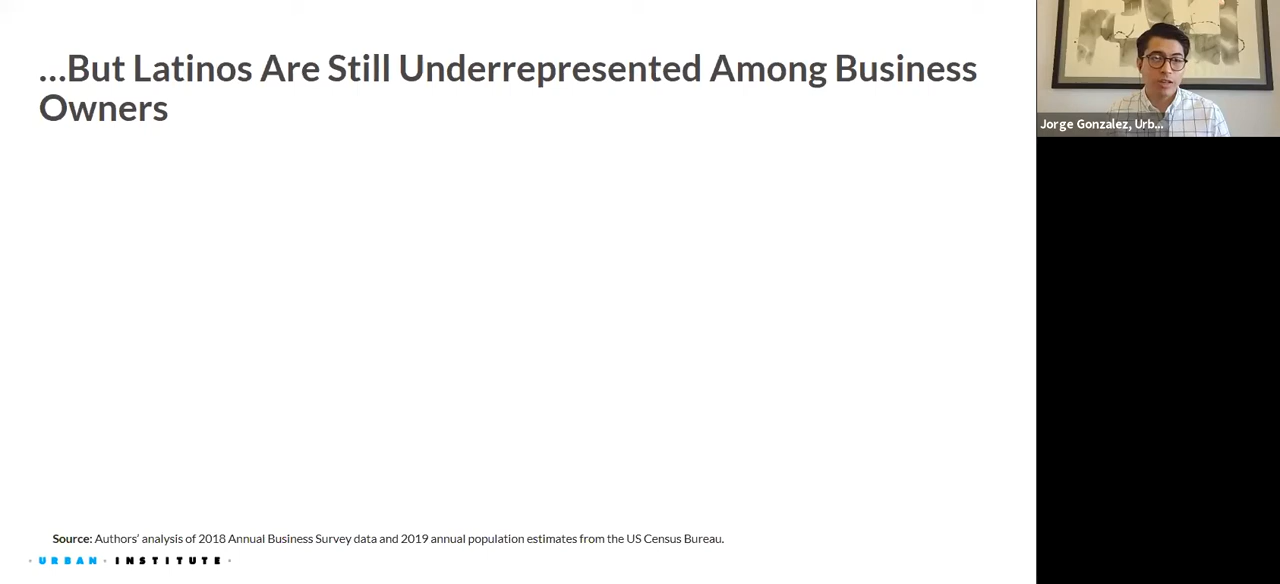 ...But Latinos Are Still Underrepresented Among Business
Owners
Jorge Gonzalez, Urb...
Source: Authors' analysis of 2018 Annual Business Survey data and 2019 annual population estimates from the US Census Bureau.
· URBAN · INSTITUTE ·